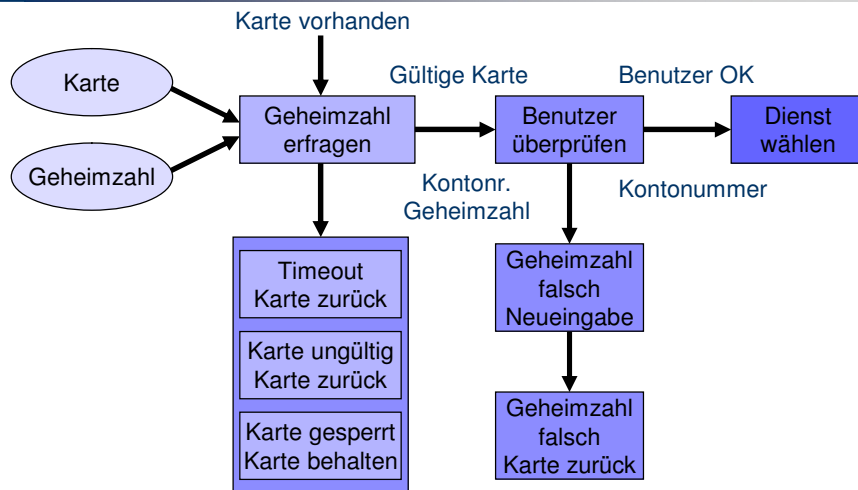 Karte vorhanden
Karte
Gültige Karte
Benutzer OK
Geheimzahl
erfragen
Benutzer
überprüfen
Dienst
wählen
Geheimzahl
Kontonr.
Geheimzahl
Kontonummer
Timeout
Karte zurück
Karte ungültig
Karte zurück
Karte gesperrt
Karte behalten
Geheimzahl
falsch
Neueingabe
Geheimzahl
falsch
Karte zurück